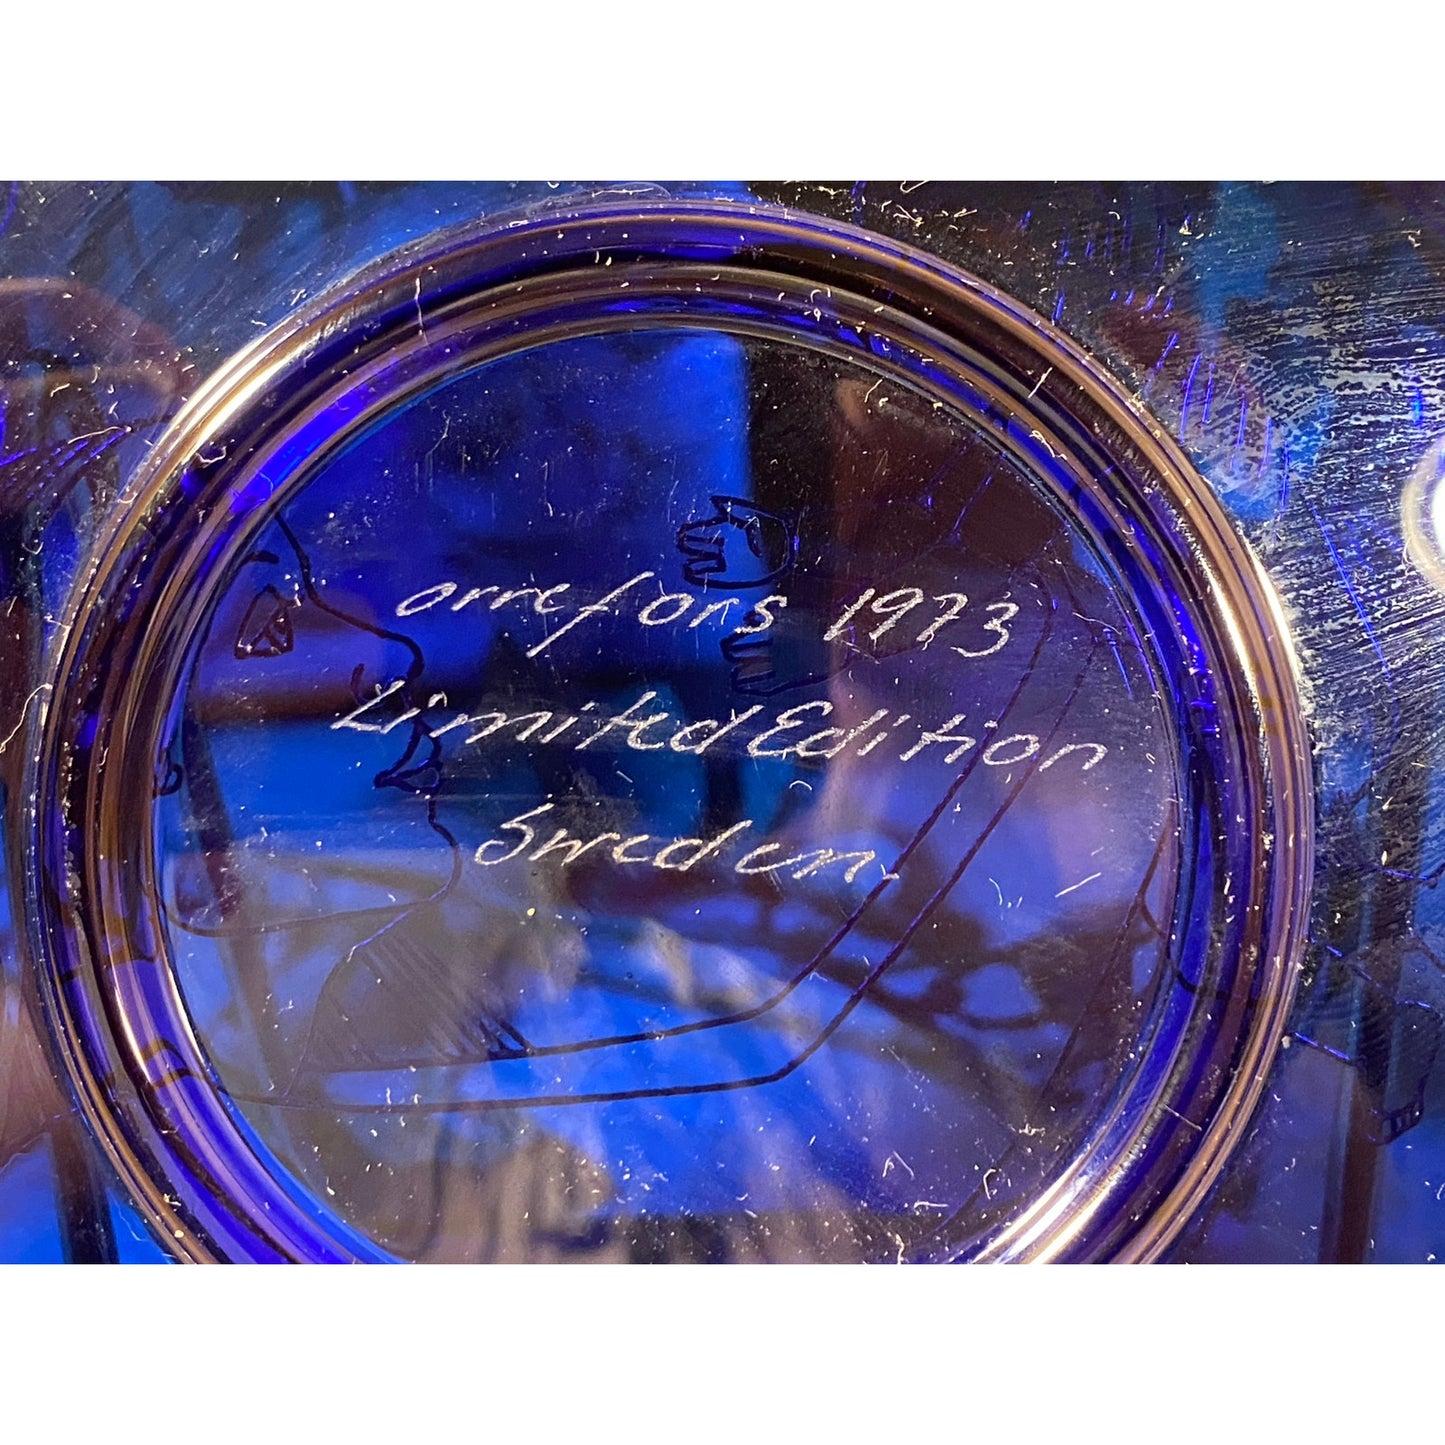 orrefors 1973
Limited Edition
Sweden.